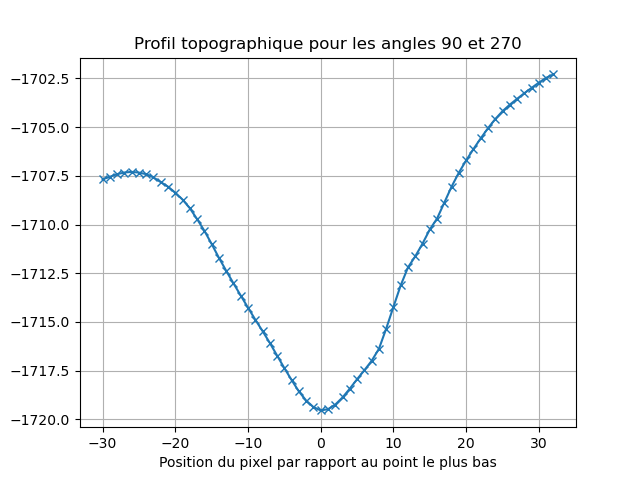 Profil topographique pour les angles 90 et 270
−1702.5
−1705.0
−1707.5
−1710.0
−1712.5
−1715.0
−1717.5
−1720.0
−30 −20 −10 0 10 20 30
Position du pixel par rapport au point le plus bas